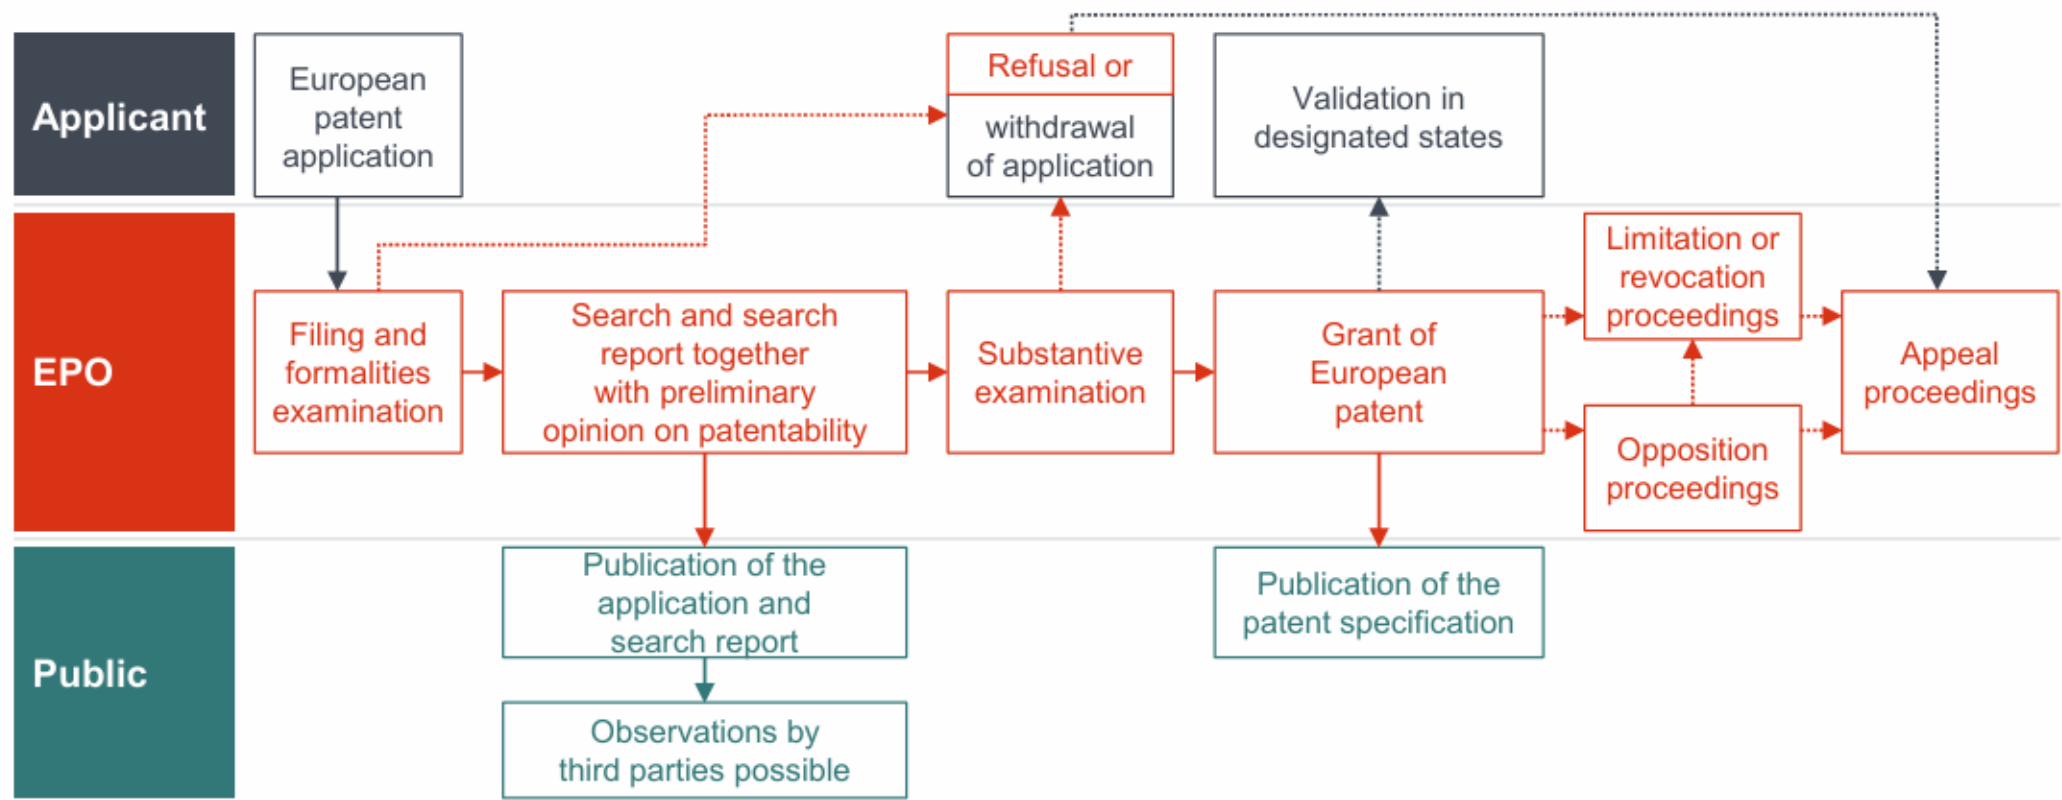 Applicant
European
patent
application
Refusal or
withdrawal
of application
Validation in
designated states
EPO
Filing and
formalities
examination
Search and search
report together
with preliminary
opinion on patentability
Substantive
examination
Grant of
European
patent
Limitation or
revocation
proceedings
Opposition
proceedings
Appeal
proceedings
Public
Publication of the
application and
search report
Observations by
third parties possible
Publication of the
patent specification